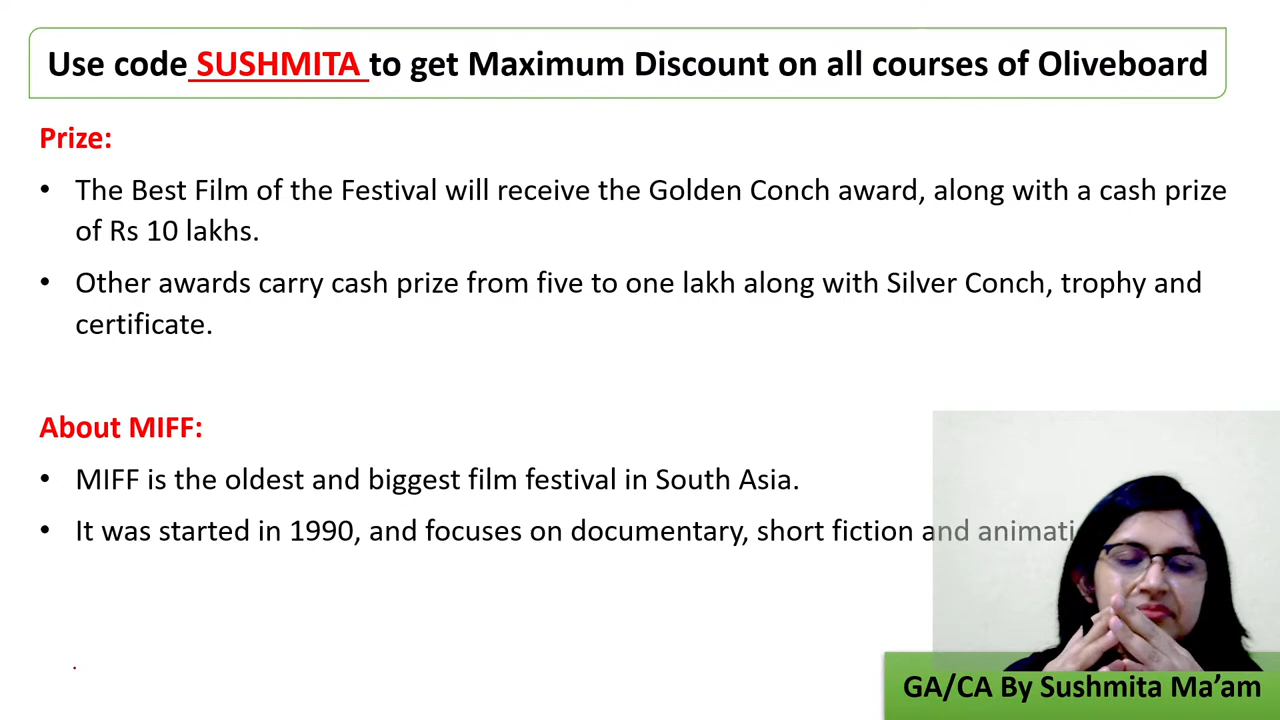 Use code SUSHMITA to get Maximum Discount on all courses of Oliveboard
Prize:
• The Best Film of the Festival will receive the Golden Conch award, along with a cash prize
of Rs 10 lakhs.
• Other awards carry cash prize from five to one lakh along with Silver Conch, trophy and
certificate.
About MIFF:
• MIFF is the oldest and biggest film festival in South Asia.
• It was started in 1990, and focuses on documentary, short fiction and animati
GA/CA By Sushmita Ma’am